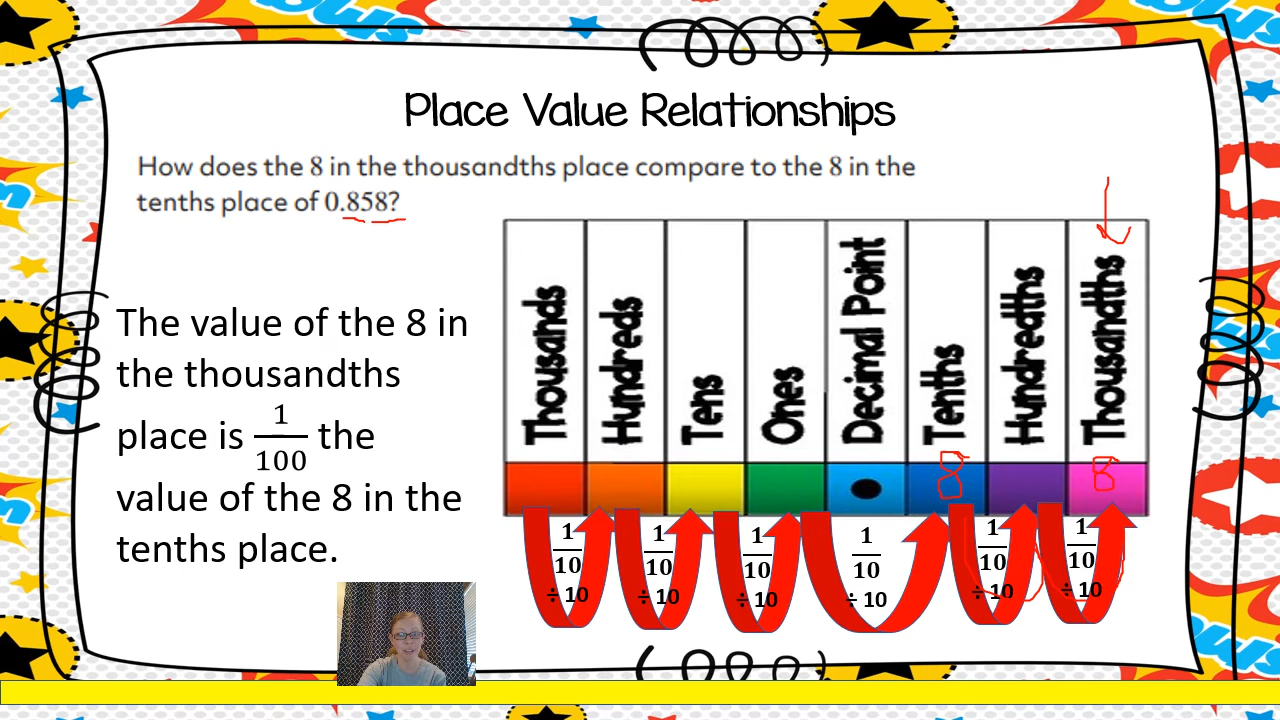 Place Value Relationships
How does the 8 in the thousandths place compare to the 8 in the
tenths place of 0.858?
The value of the 8 in
the thousandths
place is 1/100 the
value of the 8 in the
tenths place.
Thousands
Hundreds
Tens
Ones
Decimal Point
Tenths
Hundredths
Thousandths
8
8
1/10
÷ 10
1/10
÷ 10
1/10
÷ 10
1/10
÷ 10
1/10
÷ 10
1/10
÷ 10